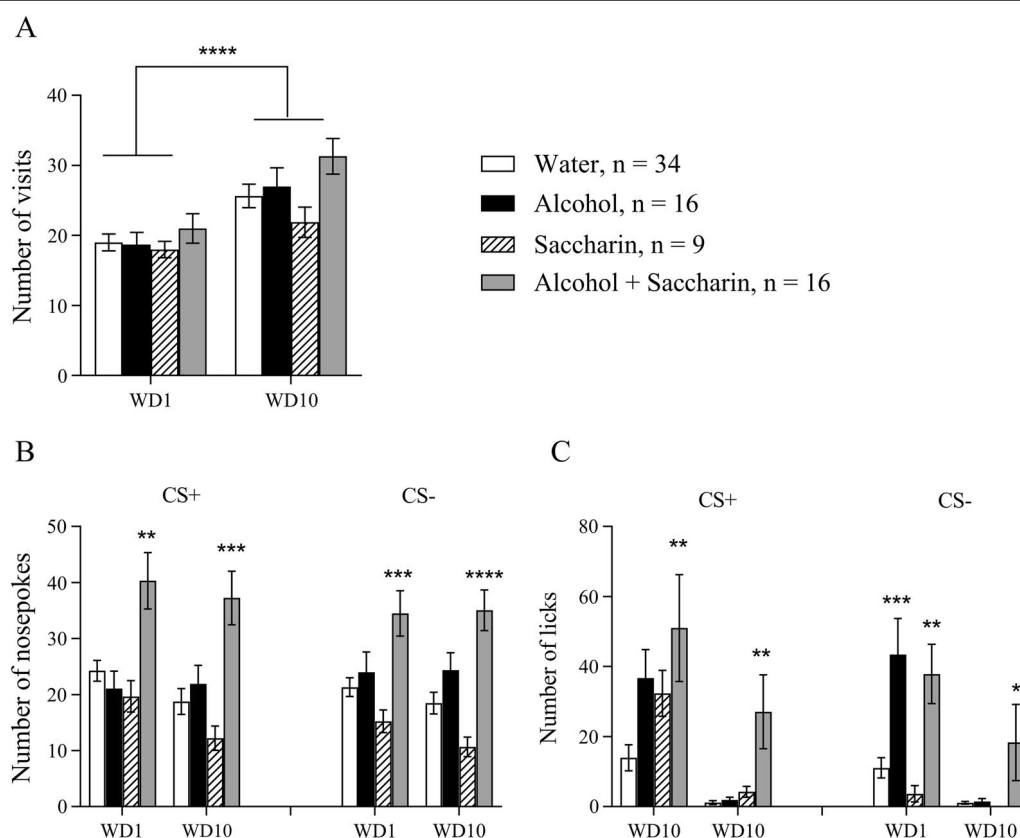 A
****
40
30
20
10
0
Number of visits
WD1
WD10
Water, n = 34
Alcohol, n = 16
Saccharin, n = 9
Alcohol + Saccharin, n = 16
B
CS+
CS-
50
40
30
20
10
0
Number of nosepokes
**
***
***
****
WD1
WD10
WD1
WD10
C
CS+
CS-
80
60
40
20
0
Number of licks
**
**
***
**
*
WD10
WD10
WD1
WD10